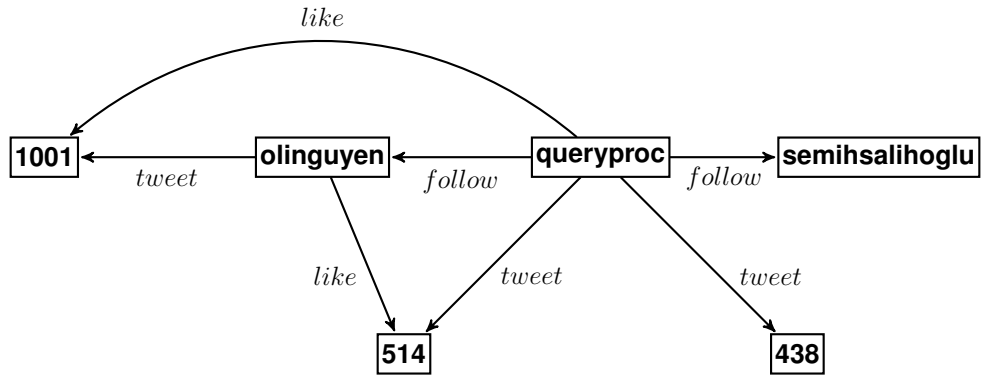 like
1001
olinguyen
queryproc
semihsalihoglu
tweet
follow
follow
like
tweet
tweet
514
438